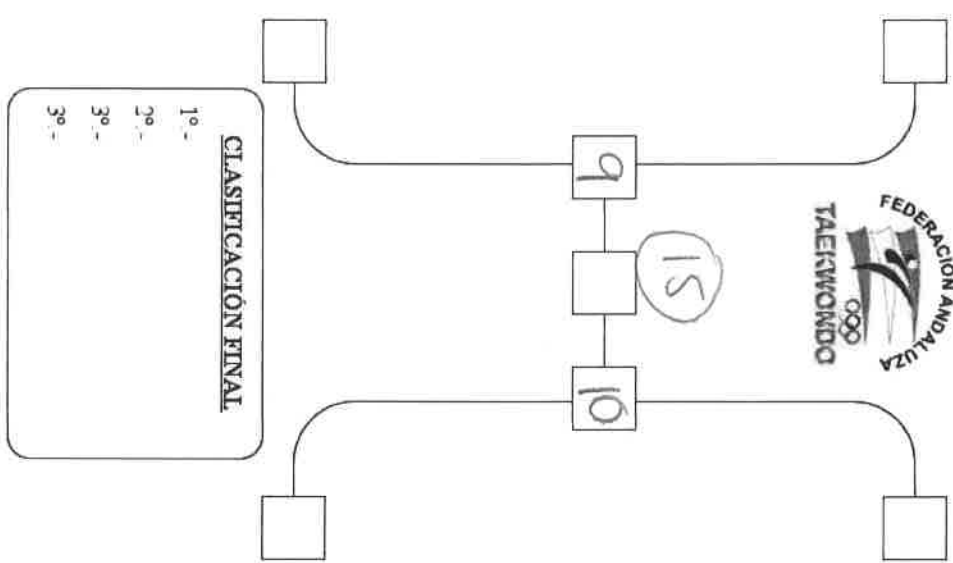 FEDERACIÓN ANDALUZA
TAEKWONDO
15
9
10
CLASIFICACIÓN FINAL
1º.-
2º.-
3º.-
3º.-